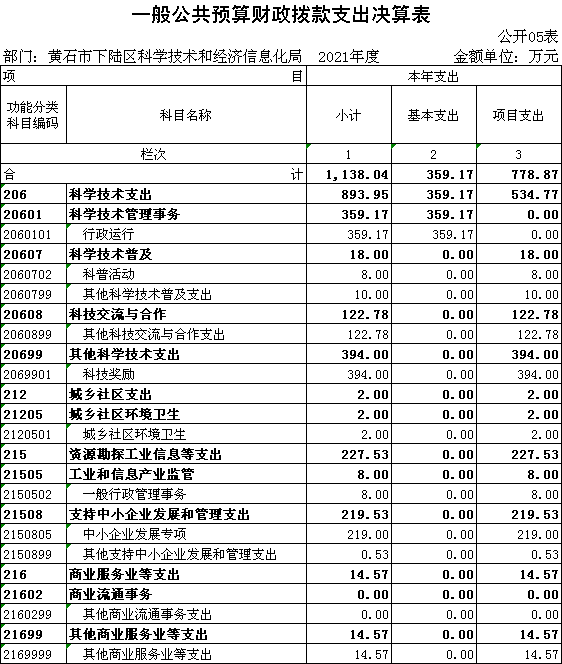 一般公共预算财政拨款支出决算表
公开05表
部门：黄石市下陆区科学技术和经济信息化局 2021年度 金额单位：万元
项 目 本年支出
功能分类科目编码 科目名称 小计 基本支出 项目支出
栏次 1 2 3
合 计 1,138.04 359.17 778.87
206 科学技术支出 893.95 359.17 534.77
20601 科学技术管理事务 359.17 359.17 0.00
2060101 行政运行 359.17 359.17 0.00
20607 科学技术普及 18.00 0.00 18.00
2060702 科普活动 8.00 0.00 8.00
2060799 其他科学技术普及支出 10.00 0.00 10.00
20608 科技交流与合作 122.78 0.00 122.78
2060899 其他科技交流与合作支出 122.78 0.00 122.78
20699 其他科学技术支出 394.00 0.00 394.00
2069901 科技奖励 394.00 0.00 394.00
212 城乡社区支出 2.00 0.00 2.00
21205 城乡社区环境卫生 2.00 0.00 2.00
2120501 城乡社区环境卫生 2.00 0.00 2.00
215 资源勘探工业信息等支出 227.53 0.00 227.53
21505 工业和信息产业监管 8.00 0.00 8.00
2150502 一般行政管理事务 8.00 0.00 8.00
21508 支持中小企业发展和管理支出 219.53 0.00 219.53
2150805 中小企业发展专项 219.00 0.00 219.00
2150899 其他支持中小企业发展和管理支出 0.53 0.00 0.53
216 商业服务业等支出 14.57 0.00 14.57
21602 商业流通事务 0.00 0.00 0.00
2160299 其他商业流通事务支出 0.00 0.00 0.00
21699 其他商业服务业等支出 14.57 0.00 14.57
2169999 其他商业服务业等支出 14.57 0.00 14.57